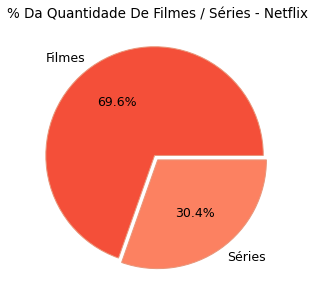 % Da Quantidade De Filmes / Séries - Netflix
Filmes
69.6%
30.4%
Séries